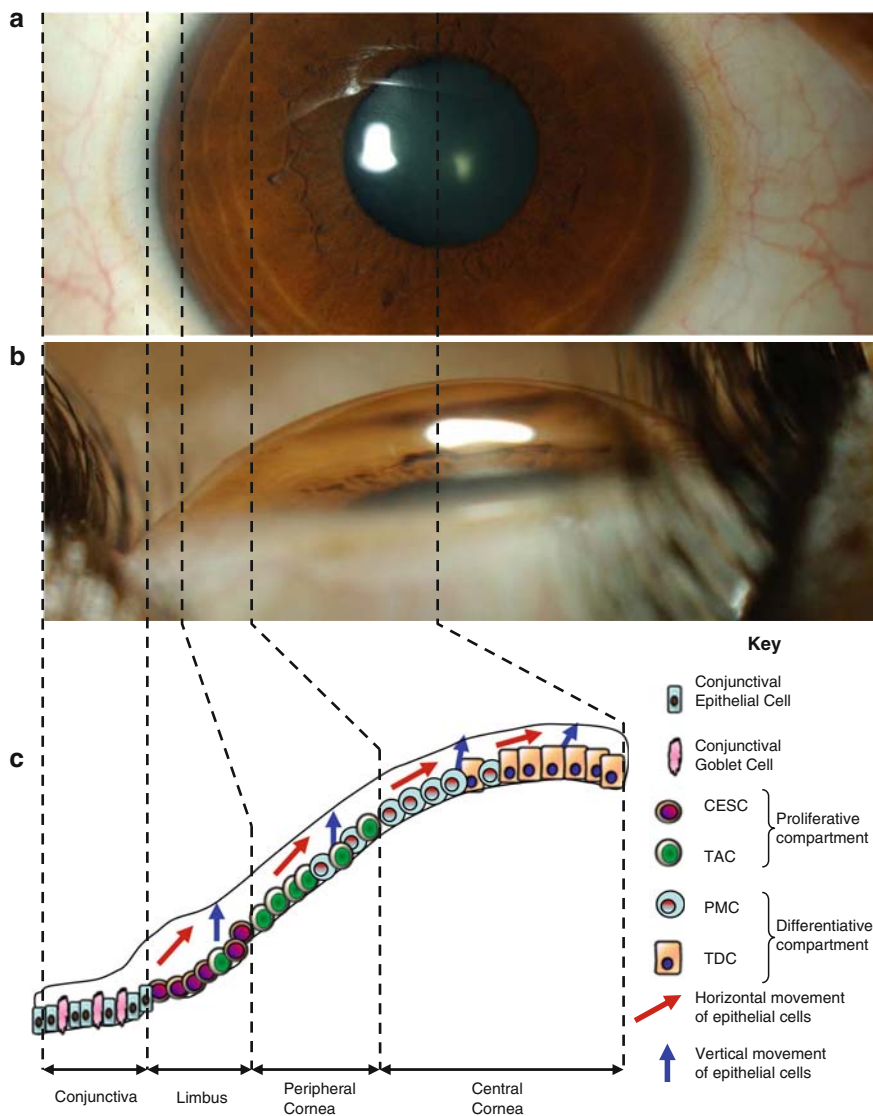 a
b
c
Key
Conjunctival
Epithelial Cell
Conjunctival
Goblet Cell
CESC
TAC
Proliferative
compartment
PMC
TDC
Differentiative
compartment
Horizontal movement
of epithelial cells
Vertical movement
of epithelial cells
Conjunctiva
Limbus
Peripheral
Cornea
Central
Cornea